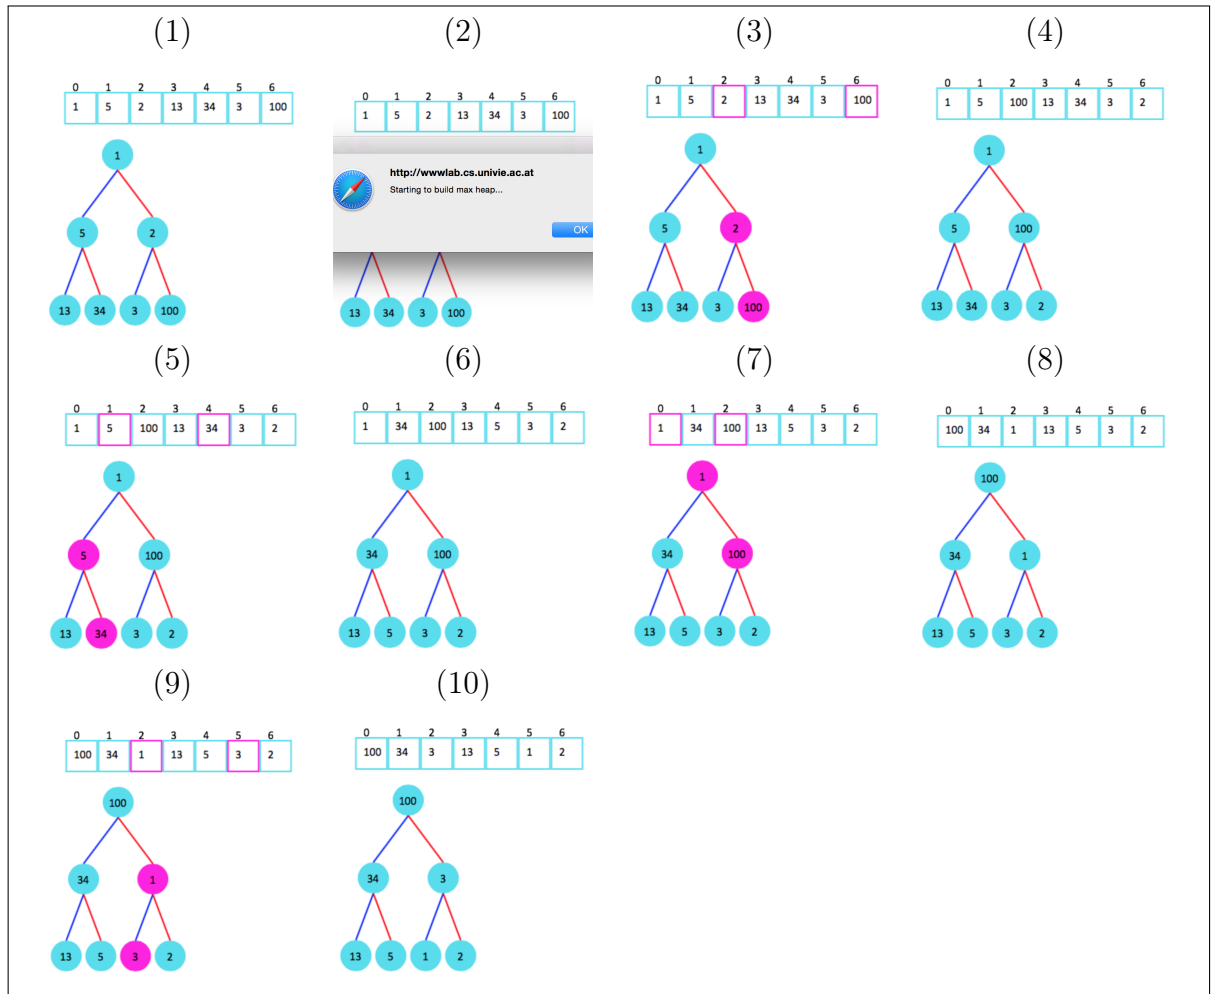 (1) (2) (3) (4)
0 1 2 3 4 5 6
1 5 2 13 34 3 100
1
5 2
13 34 3 100
0 1 2 3 4 5 6
1 5 2 13 34 3 100
http://wwwlab.cs.univie.ac.at
Starting to build max heap...
OK
13 34 3 100
0 1 2 3 4 5 6
1 5 2 13 34 3 100
1
5 2
13 34 3 100
0 1 2 3 4 5 6
1 5 100 13 34 3 2
1
5 100
13 34 3 2
(5) (6) (7) (8)
0 1 2 3 4 5 6
1 5 100 13 34 3 2
1
5 100
13 34 3 2
0 1 2 3 4 5 6
1 34 100 13 5 3 2
1
34 100
13 5 3 2
0 1 2 3 4 5 6
1 34 100 13 5 3 2
1
34 100
13 5 3 2
0 1 2 3 4 5 6
100 34 1 13 5 3 2
100
34 1
13 5 3 2
(9) (10)
0 1 2 3 4 5 6
100 34 1 13 5 3 2
100
34 1
13 5 3 2
0 1 2 3 4 5 6
100 34 3 13 5 1 2
100
34 3
13 5 1 2